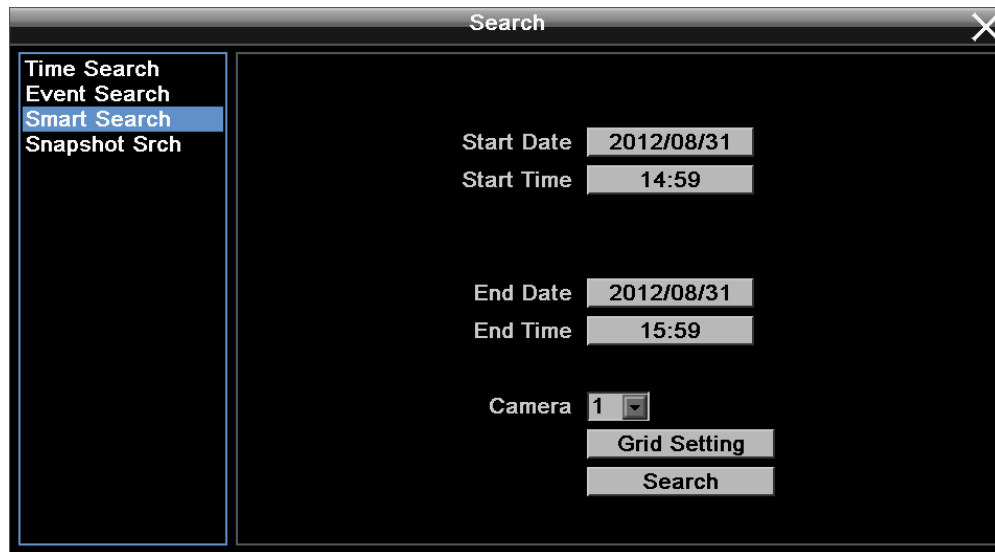 Search
Time Search
Event Search
Smart Search
Snapshot Srch
Start Date 2012/08/31
Start Time 14:59
End Date 2012/08/31
End Time 15:59
Camera 1
Grid Setting
Search